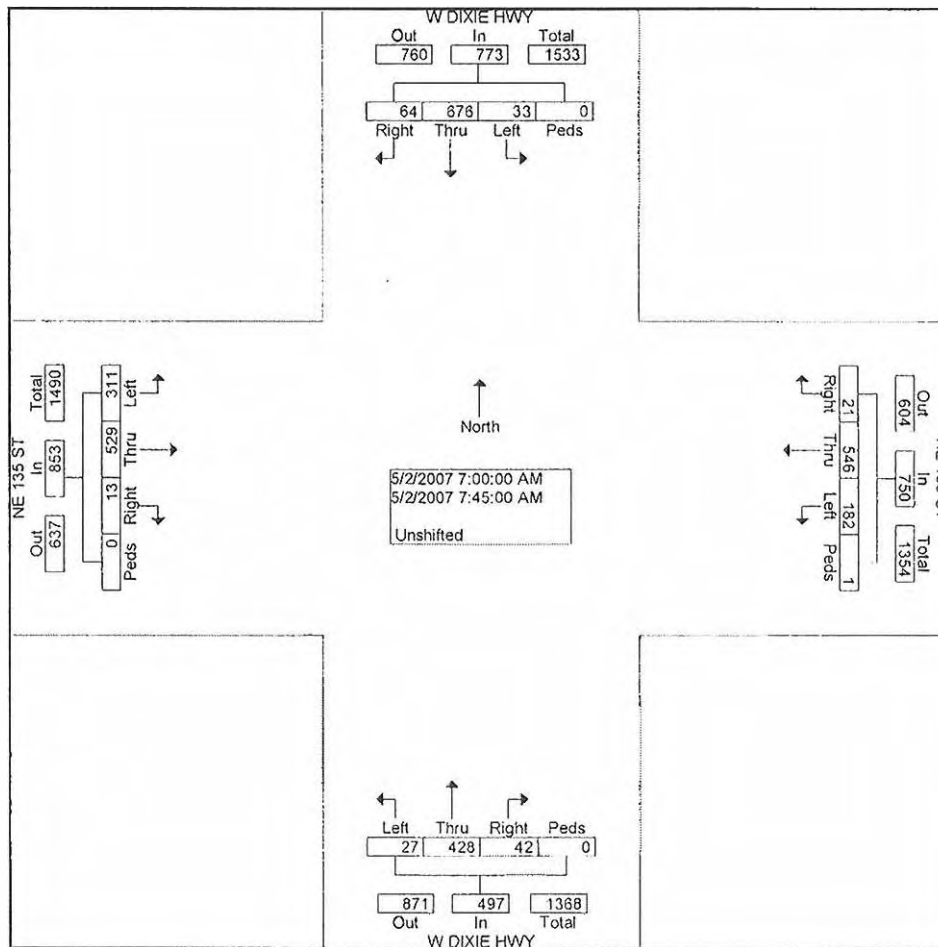 W DIXIE HWY
Out In Total
760 773 1533
64 676 33 0
Right Thru Left Peds
NE 135 ST
Total In Out
1490 853 637
311 529 13 0
Left Thru Right Peds
North
5/2/2007 7:00:00 AM
5/2/2007 7:45:00 AM
Unshifted
Right Thru Left Peds
21 546 182 1
Out In Total
604 750 1354
Left Thru Right Peds
27 428 42 0
871 497 1368
Out In Total
W DIXIE HWY